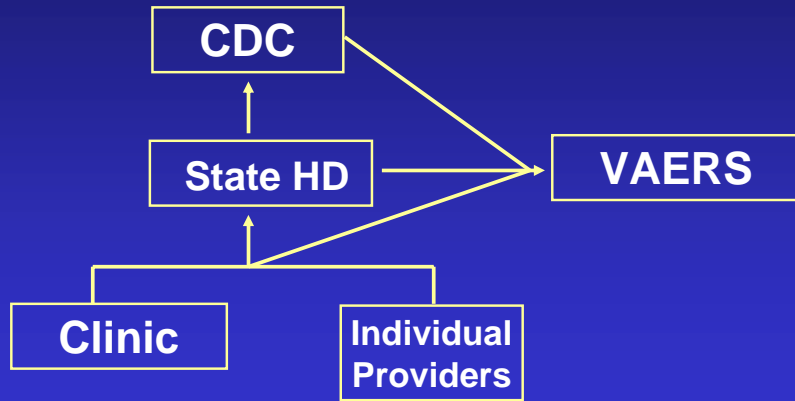 CDC
State HD
VAERS
Clinic
Individual
Providers